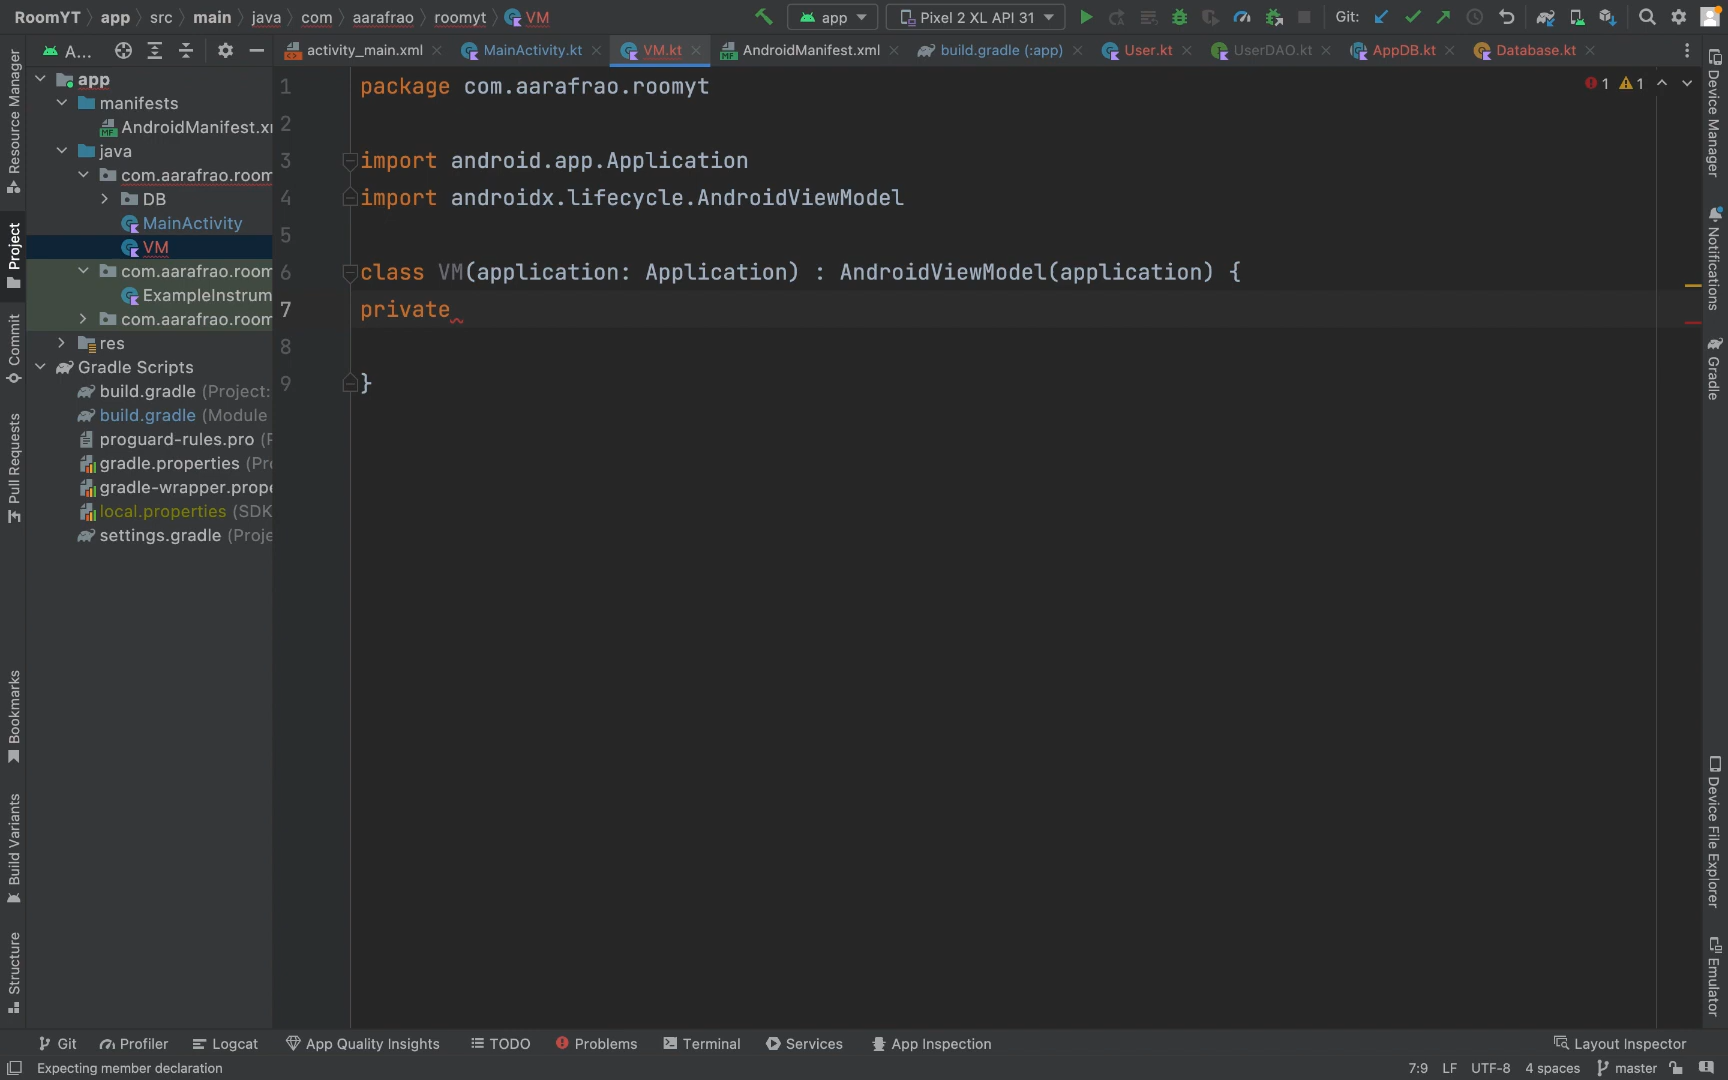 RoomYT app src main java com aarafrao roomyt VM
app Pixel 2 XL API 31 Git:
A... activity_main.xml MainActivity.kt VM.kt AndroidManifest.xml build.gradle (:app) User.kt UserDAO.kt AppDB.kt Database.kt
app
manifests
AndroidManifest.x
java
com.aarafrao.room
DB
MainActivity
VM
com.aarafrao.room
ExampleInstrum
com.aarafrao.room
res
Gradle Scripts
build.gradle (Project:
build.gradle (Module
proguard-rules.pro (P
gradle.properties (Pro
gradle-wrapper.prope
local.properties (SDK
settings.gradle (Proje
1 package com.aarafrao.roomyt
2
3 import android.app.Application
4 import androidx.lifecycle.AndroidViewModel
5
6 class VM(application: Application) : AndroidViewModel(application) {
7 private
8
9 }
1 1
Resource Manager
Project
Commit
Pull Requests
Bookmarks
Build Variants
Structure
Device Manager
Notifications
Gradle
Device File Explorer
Emulator
Git Profiler Logcat App Quality Insights TODO Problems Terminal Services App Inspection Layout Inspector
Expecting member declaration 7:9 LF UTF-8 4 spaces master